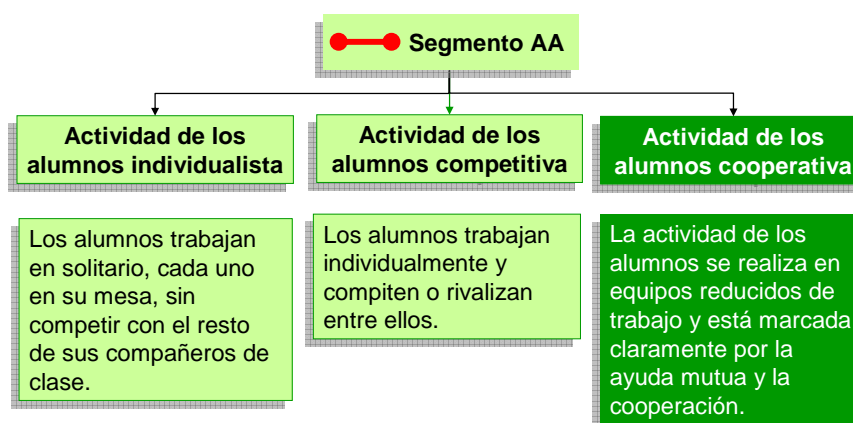 Segmento AA
Actividad de los
alumnos individualista
Actividad de los
alumnos competitiva
Actividad de los
alumnos cooperativa
Los alumnos trabajan
en solitario, cada uno
en su mesa, sin
competir con el resto
de sus compañeros de
clase.
Los alumnos trabajan
individualmente y
compiten o rivalizan
entre ellos.
La actividad de los
alumnos se realiza en
equipos reducidos de
trabajo y está marcada
claramente por la
ayuda mutua y la
cooperación.